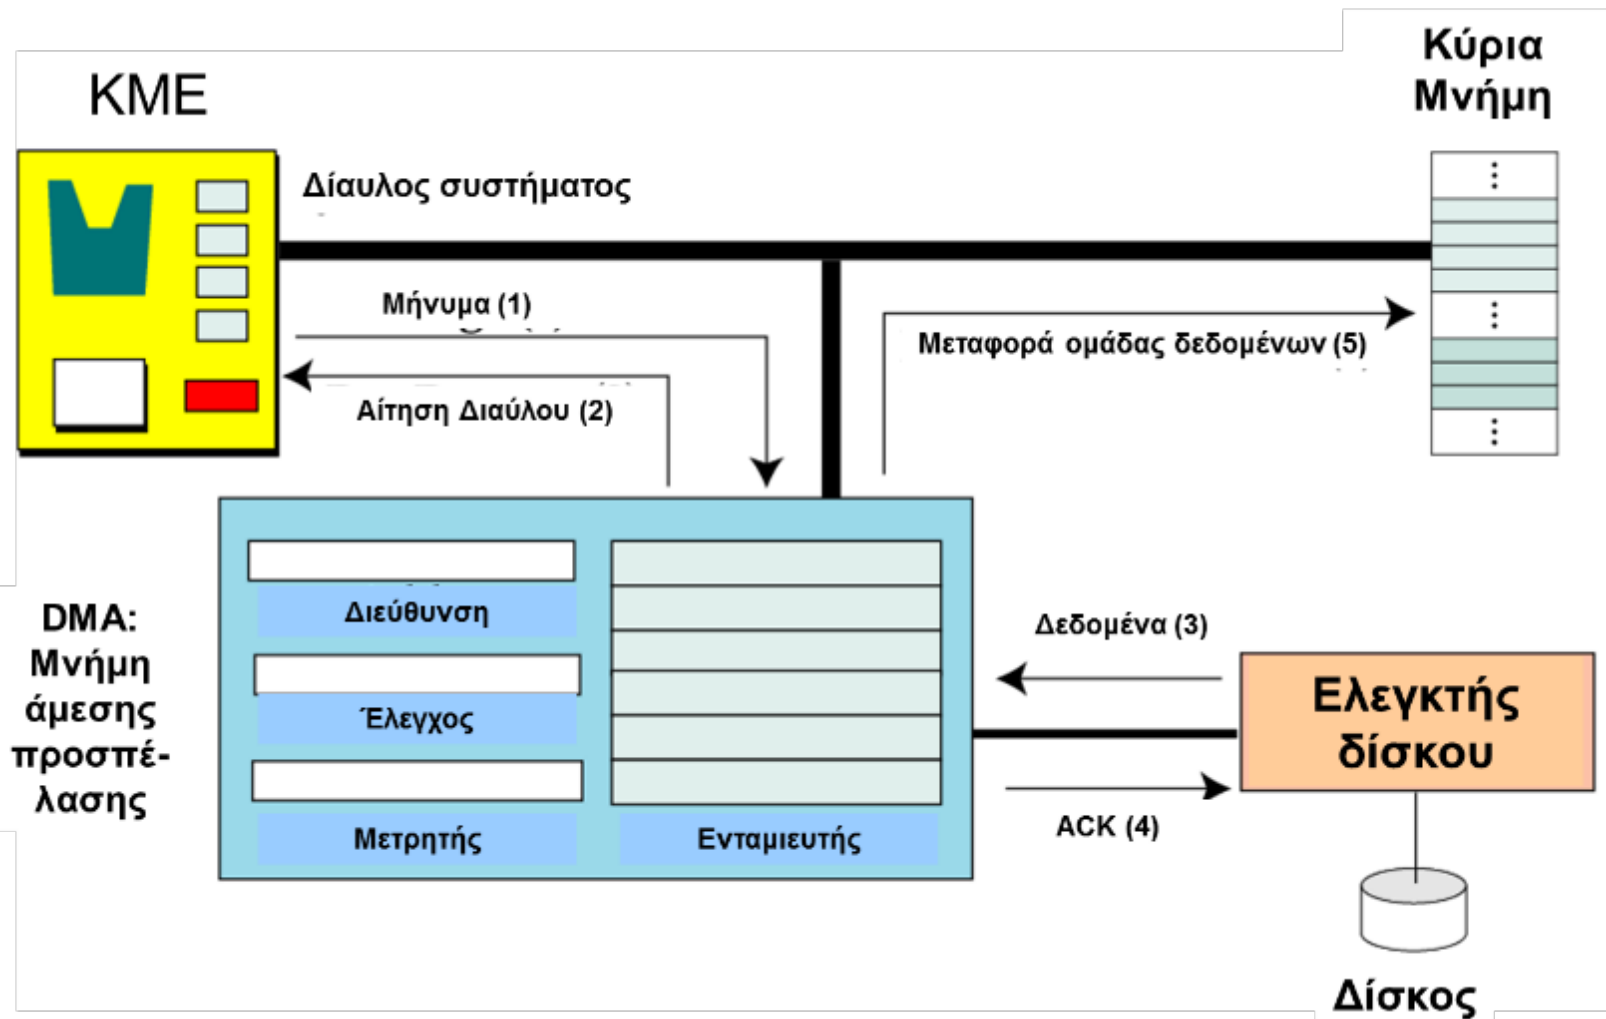 Κύρια
Μνήμη
ΚΜΕ
Δίαυλος συστήματος
Μήνυμα (1)
Μεταφορά ομάδας δεδομένων (5)
Αίτηση Διαύλου (2)
DMA:
Μνήμη
άμεσης
προσπέ-
λασης
Διεύθυνση
Έλεγχος
Μετρητής
Ενταμιευτής
Δεδομένα (3)
Ελεγκτής
δίσκου
ACK (4)
Δίσκος